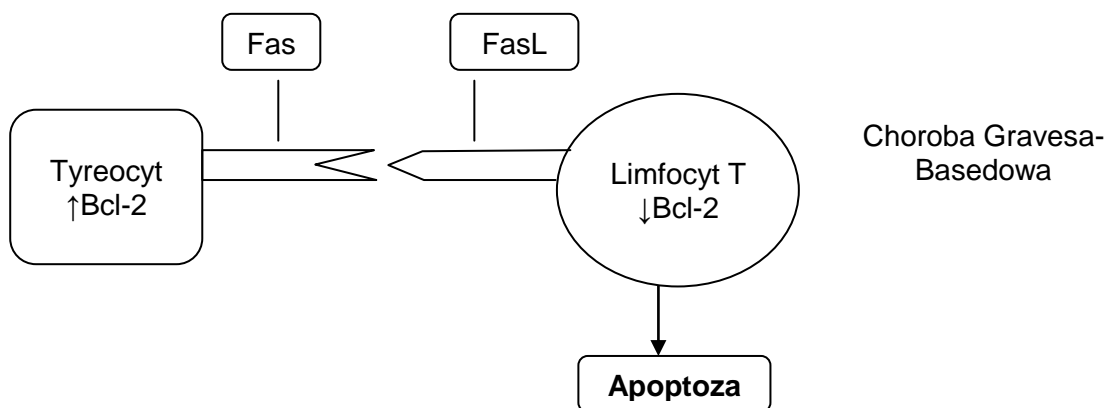 Fas
FasL
Tyreocyt
↑Bcl-2
Limfocyt T
↓Bcl-2
Choroba Gravesa-
Basedowa
Apoptoza